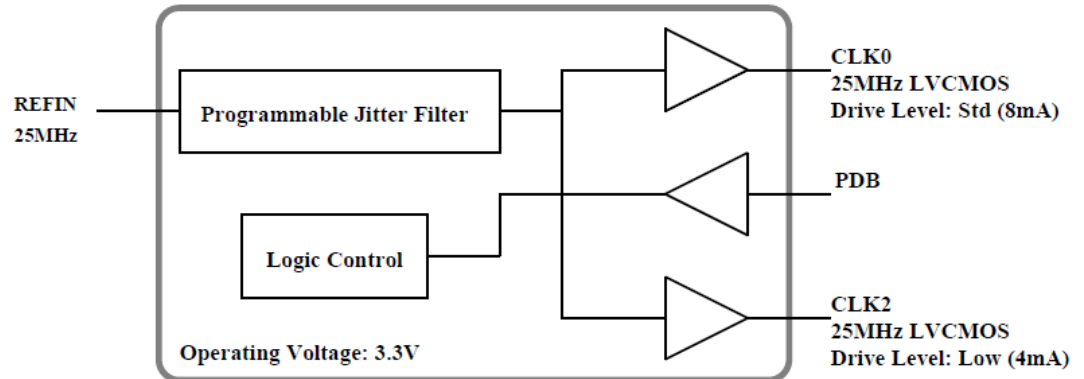 REFIN
25MHz
Programmable Jitter Filter
Logic Control
Operating Voltage: 3.3V
CLK0
25MHz LVCMOS
Drive Level: Std (8mA)
PDB
CLK2
25MHz LVCMOS
Drive Level: Low (4mA)